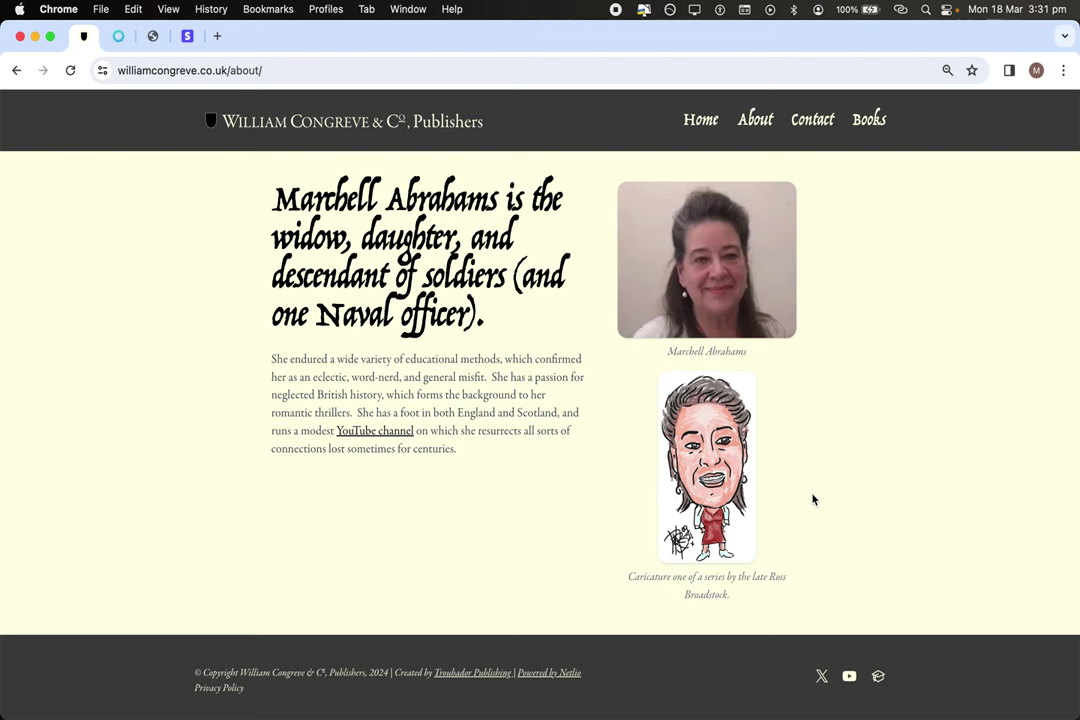 Chrome File Edit View History Bookmarks Profiles Tab Window Help 100% Mon 18 Mar 3:31 pm
williamcongreve.co.uk/about/ M
WILLIAM CONGREVE & Cº, Publishers
Home About Contact Books
Marchell Abrahams is the
widow, daughter, and
descendant of soldiers (and
one Naval officer).
She endured a wide variety of educational methods, which confirmed
her as an eclectic, word-nerd, and general misfit. She has a passion for
neglected British history, which forms the background to her
romantic thrillers. She has a foot in both England and Scotland, and
runs a modest YouTube channel on which she resurrects all sorts of
connections lost sometimes for centuries.
Marchell Abrahams
Caricature one of a series by the late Ross
Broadstock.
© Copyright William Congreve & Cº, Publishers, 2024 | Created by Troubador Publishing | Powered by Netlio
Privacy Policy